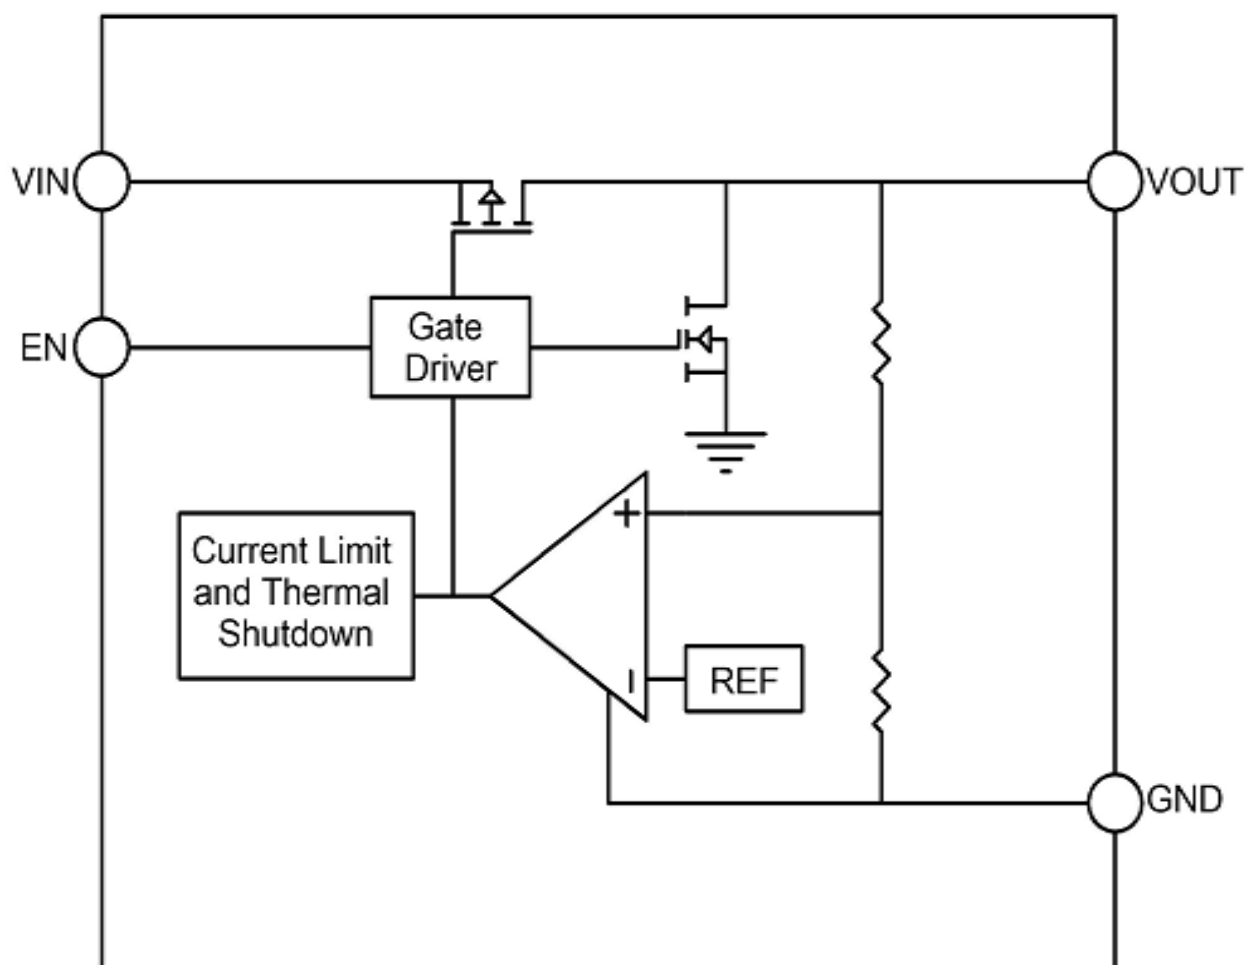 VIN
VOUT
EN
Gate
Driver
+
Current Limit
and Thermal
Shutdown
REF
GND